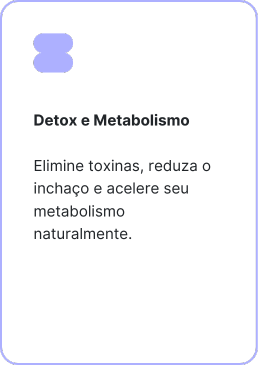 Detox e Metabolismo
Elimine toxinas, reduza o
inchaço e acelere seu
metabolismo
naturalmente.